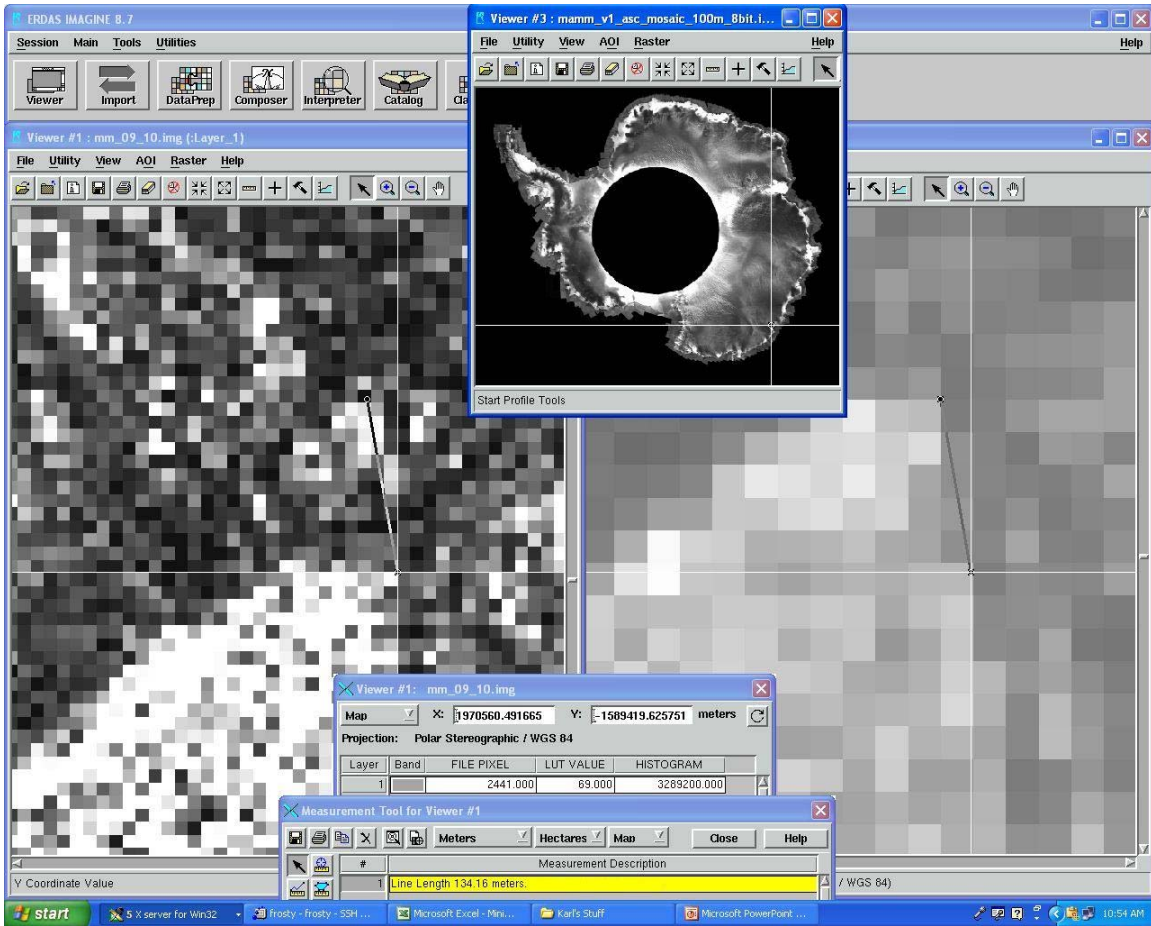 ERDAS IMAGINE 8.7
Session Main Tools Utilities
Help
Viewer Import DataPrep Composer Interpreter Catalog Cla
Viewer #3 : mamm_v1_asc_mosaic_100m_8bit.i...
File Utility View AOI Raster Help
Start Profile Tools
Viewer #1 : mm_09_10.img (:Layer_1)
File Utility View AOI Raster Help
Viewer #1: mm_09_10.img
Map X: 1970560.491665 Y: -1589419.625751 meters
Projection: Polar Stereographic / WGS 84
Layer Band FILE PIXEL LUT VALUE HISTOGRAM
1 2441.000 69.000 3289200.000
Measurement Tool for Viewer #1
Meters Hectares Map Close Help
# Measurement Description
1 Line Length 134.16 meters.
Y Coordinate Value
/ WGS 84)
start 5 X server for Win32 frosty - frosty - SSH ... Microsoft Excel - Mini... Karl's Stuff Microsoft PowerPoint ... 10:54 AM